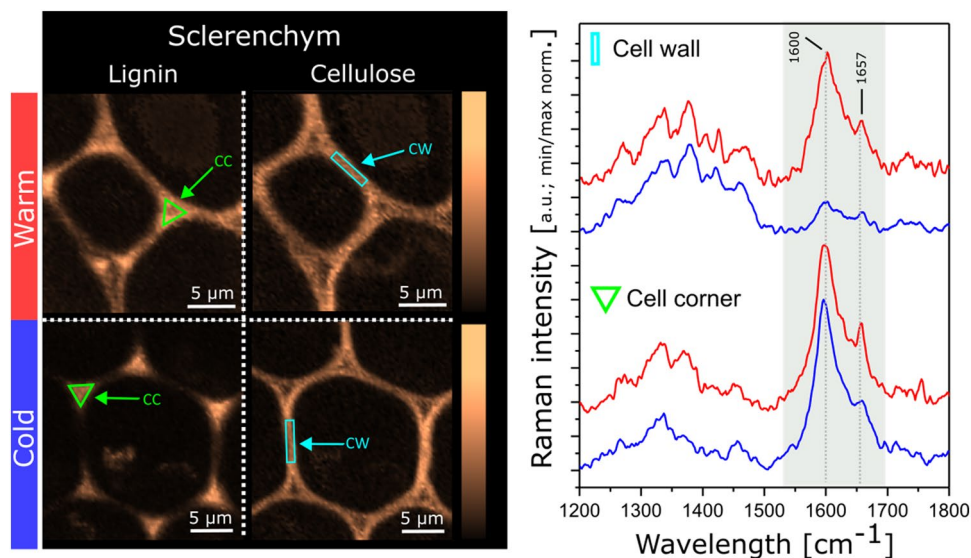 Sclerenchym
Lignin
Cellulose
Warm
CC
CW
5 µm
5 µm
Cold
CC
CW
5 µm
5 µm
Raman intensity [a.u.; min/max norm.]
Cell wall
1600
1657
Cell corner
1200 1300 1400 1500 1600 1700 1800
Wavelength [cm-1]